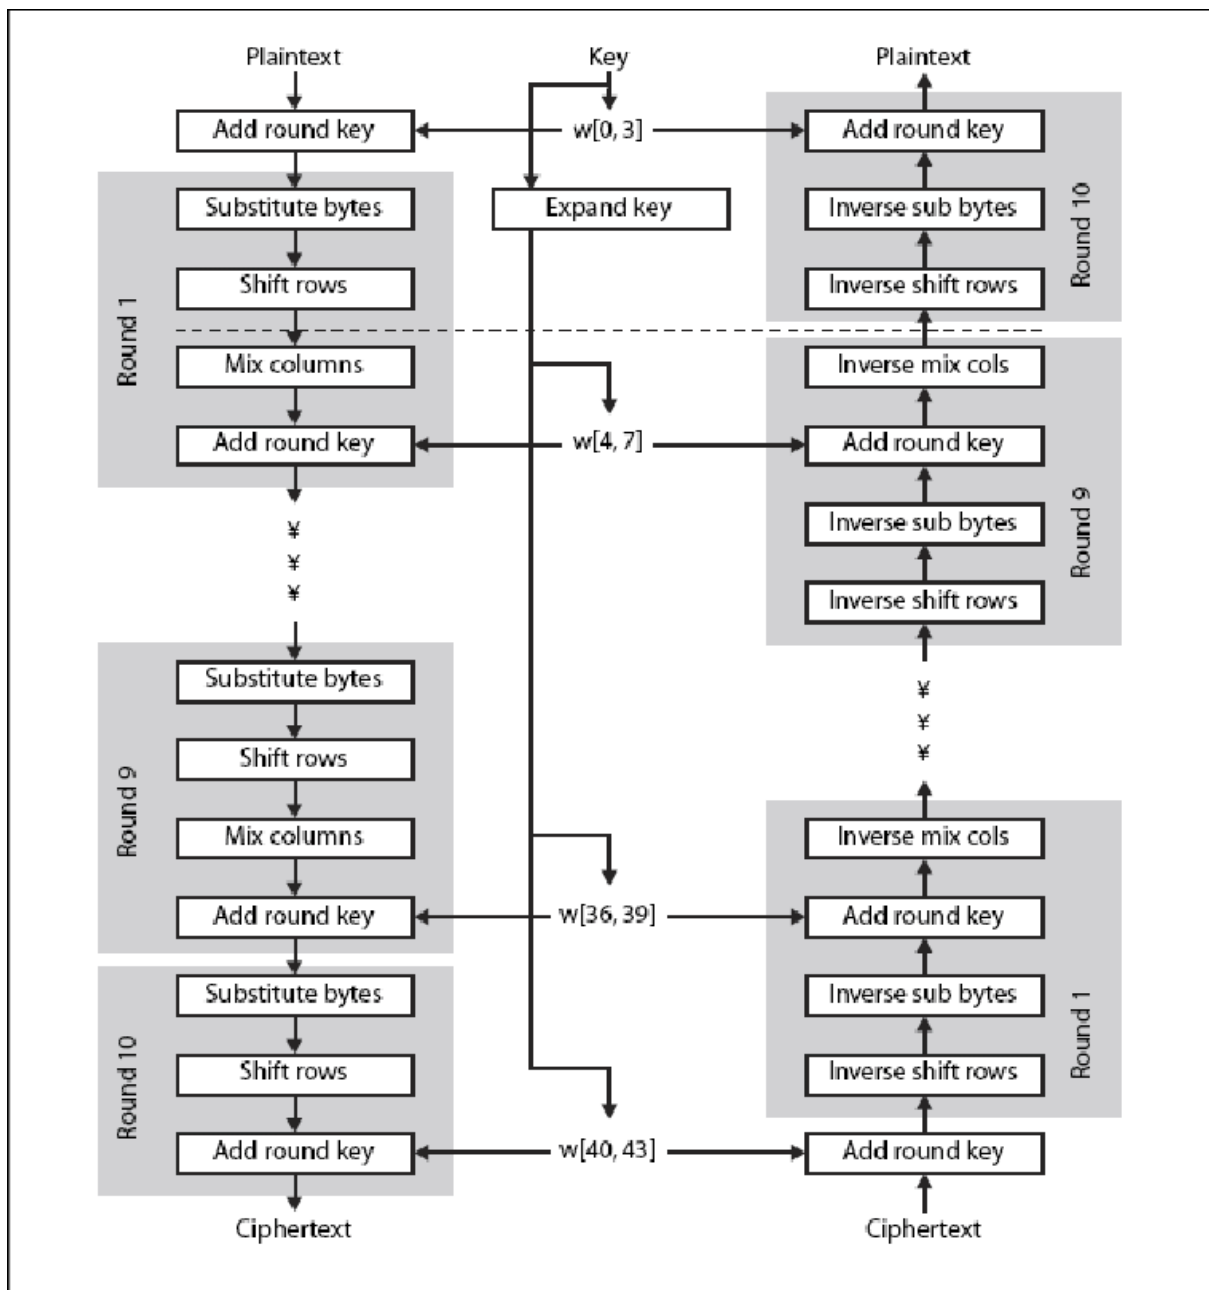 Plaintext
Key
Plaintext
Add round key
w[0, 3]
Add round key
Substitute bytes
Expand key
Inverse sub bytes
Round 10
Shift rows
Inverse shift rows
Round 1
Mix columns
Inverse mix cols
Add round key
w[4, 7]
Add round key
¥
¥
¥
Inverse sub bytes
Round 9
Inverse shift rows
Substitute bytes
¥
¥
¥
Shift rows
Round 9
Mix columns
Inverse mix cols
Add round key
w[36, 39]
Add round key
Substitute bytes
Inverse sub bytes
Round 1
Shift rows
Inverse shift rows
Round 10
Add round key
w[40, 43]
Add round key
Ciphertext
Ciphertext